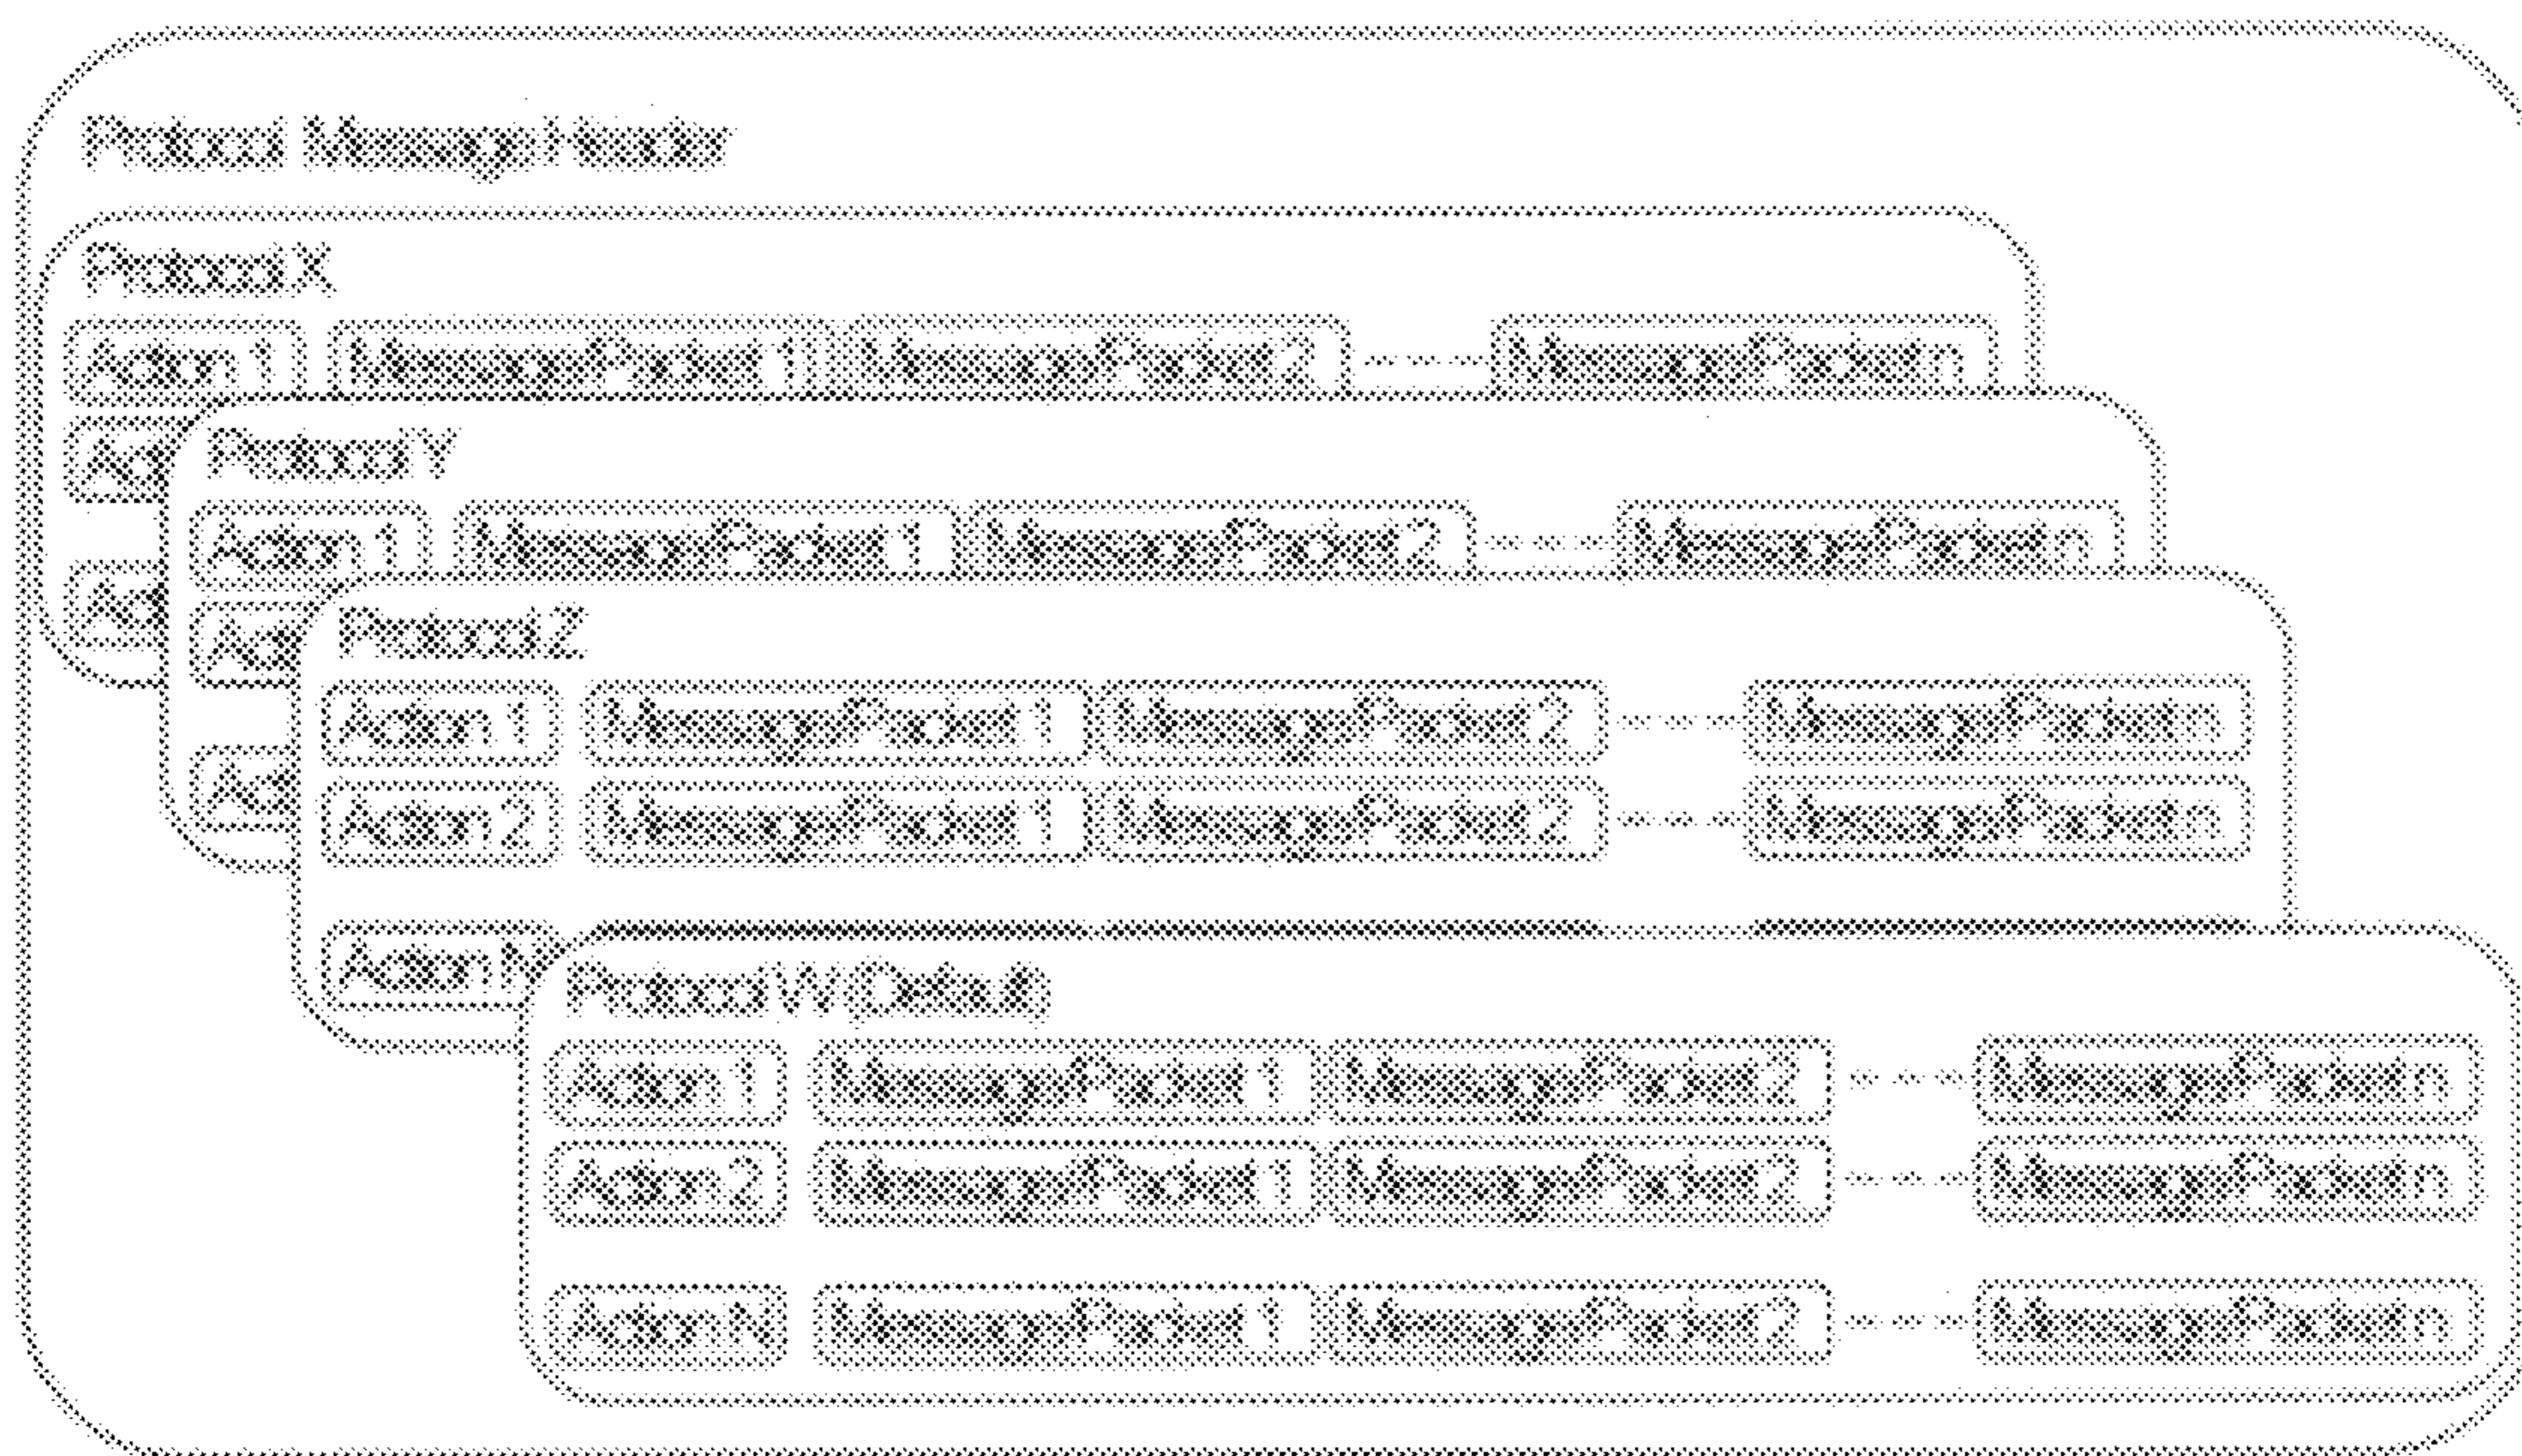 Protocol Message Header
Protocol X
Action 1 Message Packet 1 Message Packet 2 Message Packet n
Protocol Y
Action 1 Message Packet 1 Message Packet 2 Message Packet n
Protocol Z
Action 1 Message Packet 1 Message Packet 2 Message Packet n
Action 2 Message Packet 1 Message Packet 2 Message Packet n
Action N
Protocol W (Default)
Action 1 Message Packet 1 Message Packet 2 Message Packet n
Action 2 Message Packet 1 Message Packet 2 Message Packet n
Action N Message Packet 1 Message Packet 2 Message Packet n